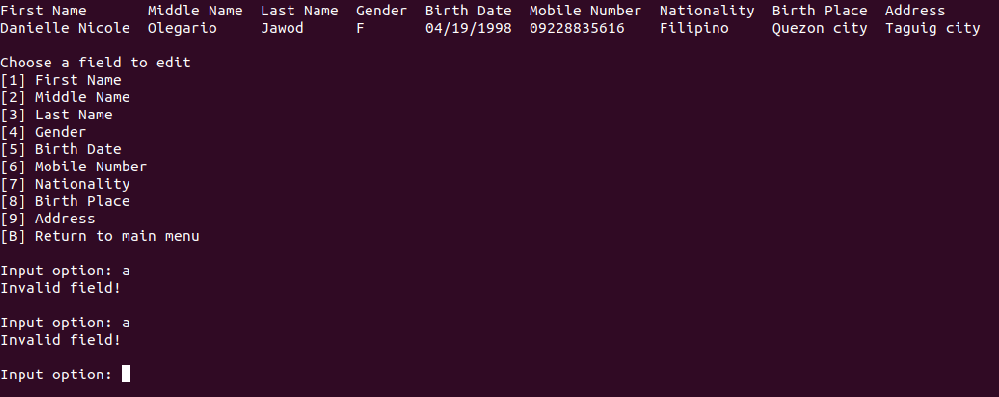 First Name       Middle Name  Last Name  Gender  Birth Date  Mobile Number  Nationality  Birth Place  Address
Danielle Nicole  Olegario     Jawod      F       04/19/1998  09228835616    Filipino     Quezon city  Taguig city
Choose a field to edit
[1] First Name
[2] Middle Name
[3] Last Name
[4] Gender
[5] Birth Date
[6] Mobile Number
[7] Nationality
[8] Birth Place
[9] Address
[B] Return to main menu
Input option: a
Invalid field!
Input option: a
Invalid field!
Input option: